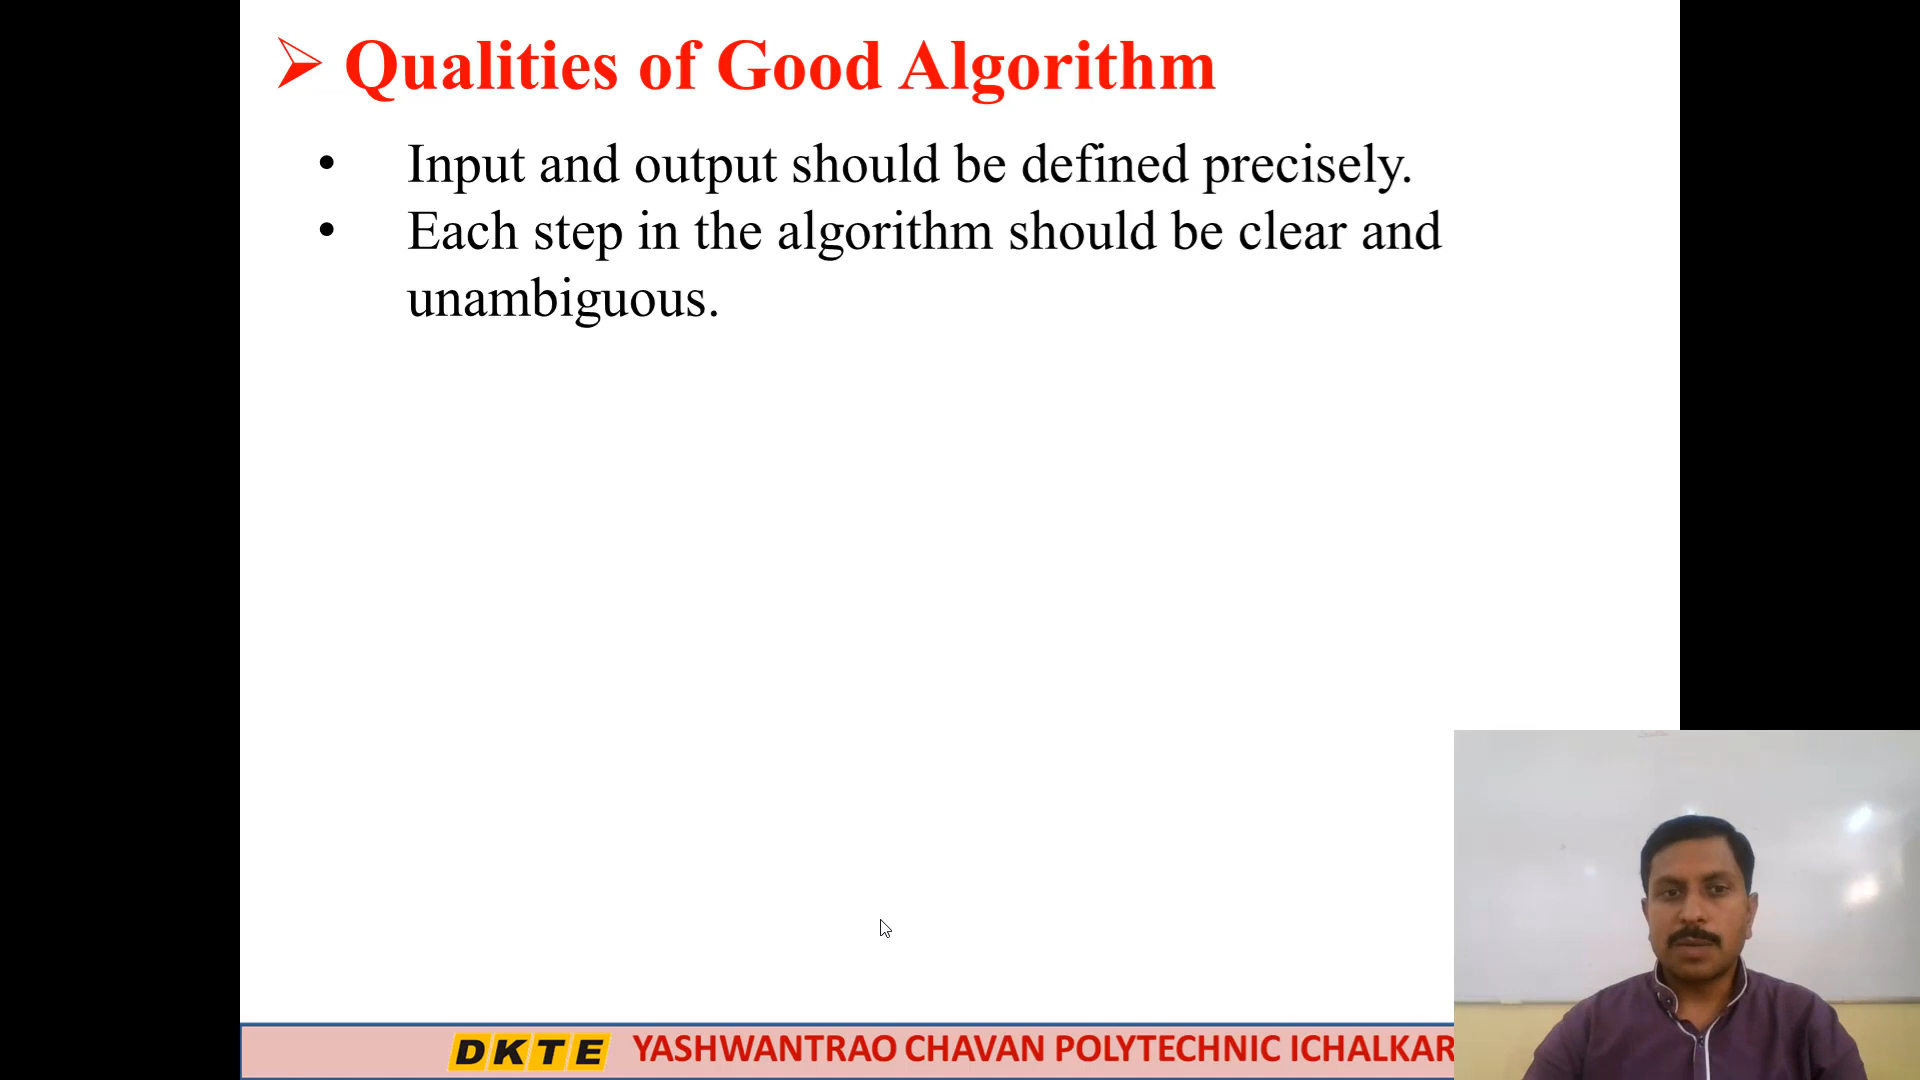 Qualities of Good Algorithm
• Input and output should be defined precisely.
• Each step in the algorithm should be clear and
unambiguous.
DKTE YASHWANTRAO CHAVAN POLYTECHNIC ICHALKAR